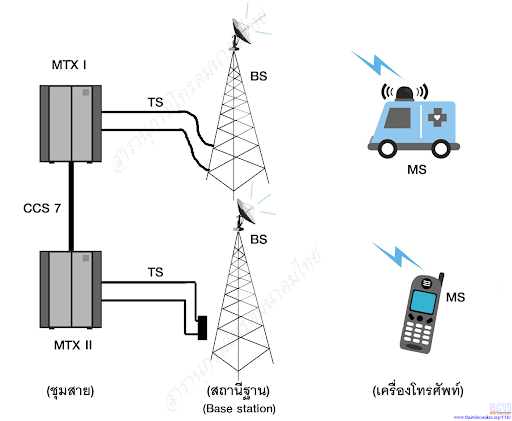 MTX I
TS
BS
MS
CCS 7
TS
BS
MS
MTX II
(ชุมสาย)
(สถานีฐาน)
(Base station)
(เครื่องโทรศัพท์)